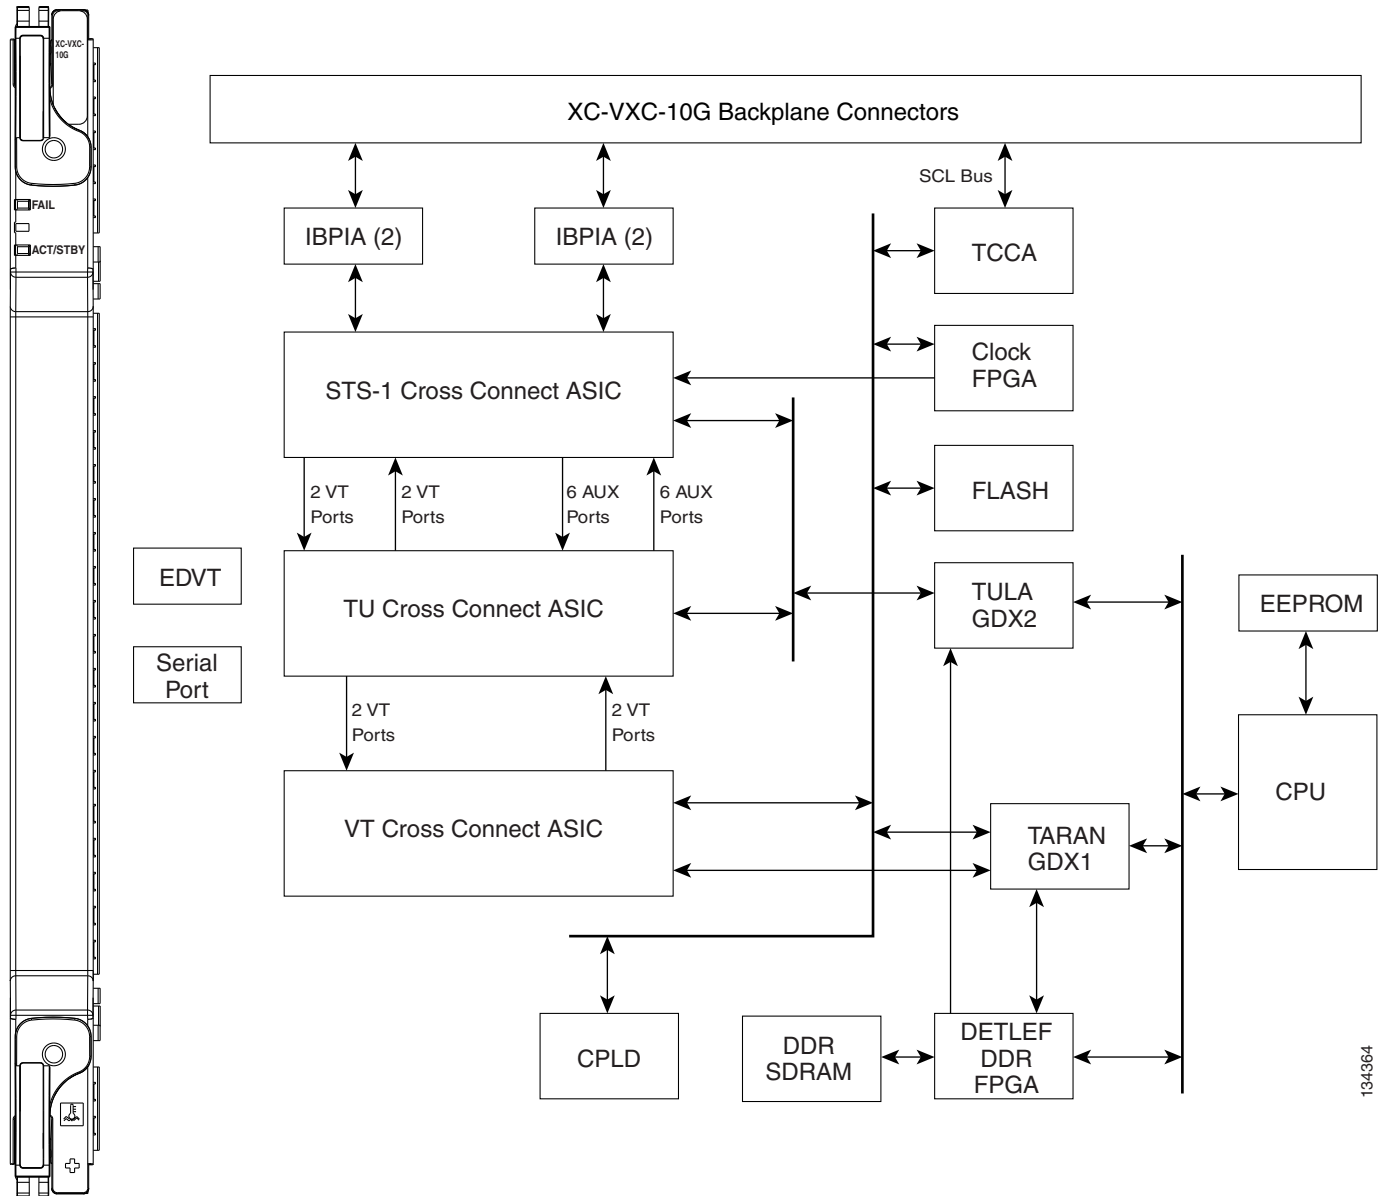 XC-VXC-
10G
FAIL
ACT/STBY
XC-VXC-10G Backplane Connectors
SCL Bus
IBPIA (2)
IBPIA (2)
TCCA
Clock
FPGA
STS-1 Cross Connect ASIC
FLASH
2 VT
Ports
2 VT
Ports
6 AUX
Ports
6 AUX
Ports
EDVT
Serial
Port
TU Cross Connect ASIC
TULA
GDX2
EEPROM
2 VT
Ports
2 VT
Ports
CPU
VT Cross Connect ASIC
TARAN
GDX1
CPLD
DDR
SDRAM
DETLEF
DDR
FPGA
134364